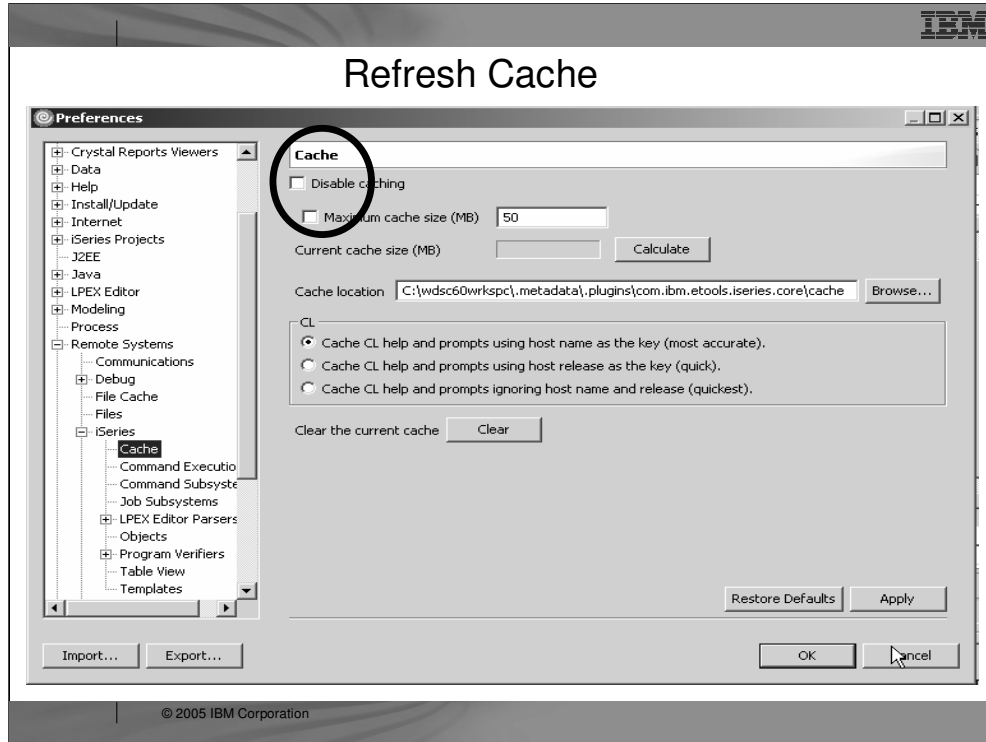 IBM
Refresh Cache
Preferences
Crystal Reports Viewers
Data
Help
Install/Update
Internet
iSeries Projects
J2EE
Java
LPEX Editor
Modeling
Process
Remote Systems
Communications
Debug
File Cache
Files
iSeries
Cache
Command Executio
Command Subsyste
Job Subsystems
LPEX Editor Parsers
Objects
Program Verifiers
Table View
Templates
Cache
Disable caching
Maximum cache size (MB) 50
Current cache size (MB) Calculate
Cache location C:\wdsc60wrkspc\.metadata\.plugins\com.ibm.etools.iseries.core\cache Browse...
CL
Cache CL help and prompts using host name as the key (most accurate).
Cache CL help and prompts using host release as the key (quick).
Cache CL help and prompts ignoring host name and release (quickest).
Clear the current cache Clear
Restore Defaults Apply
Import... Export... OK Cancel
© 2005 IBM Corporation